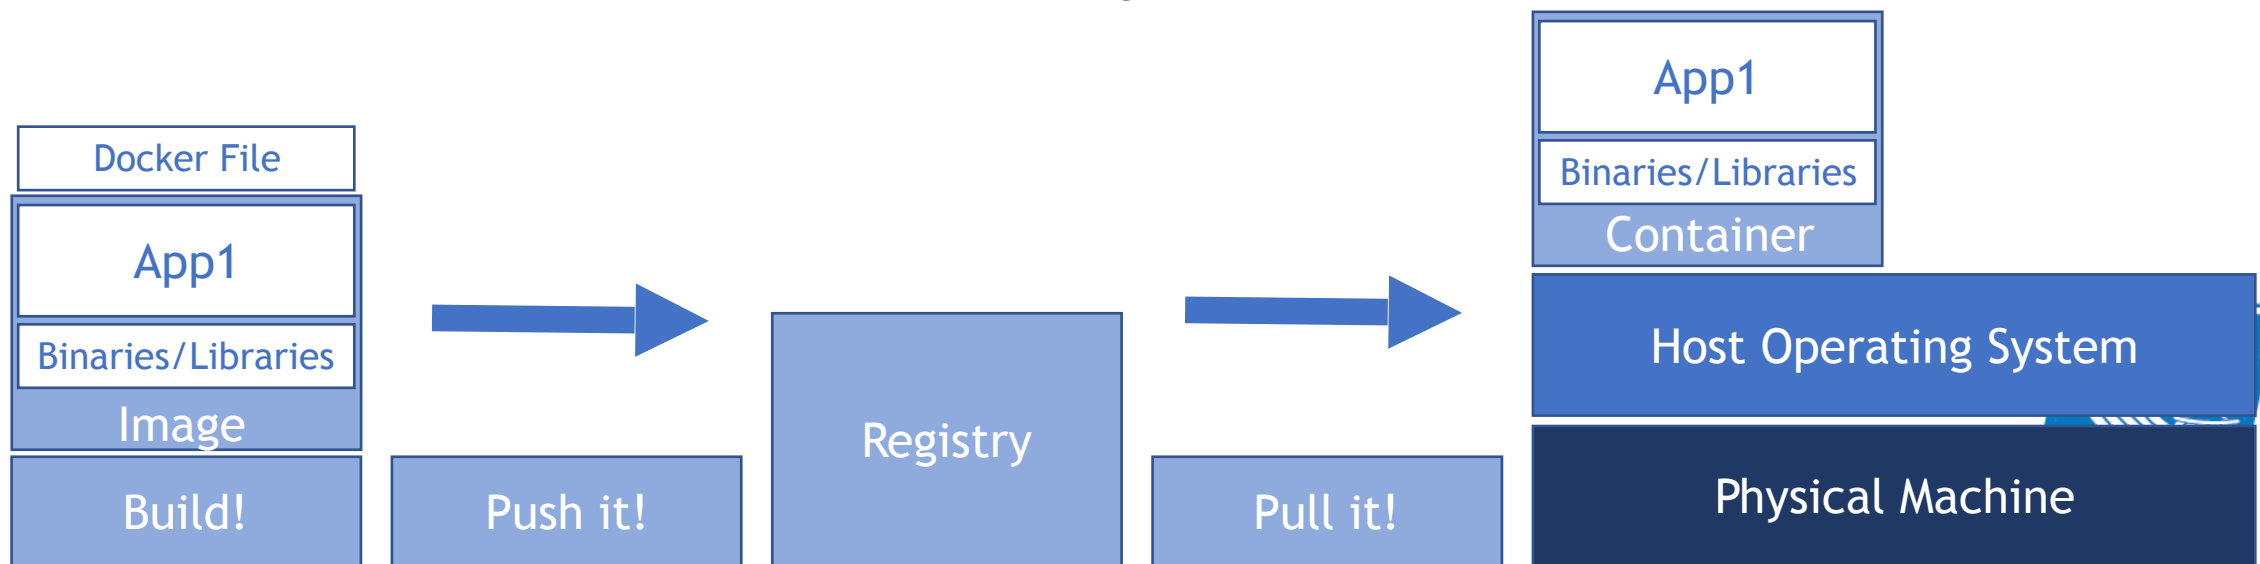 Docker File
App1
Binaries/Libraries
Image
Build!
Push it!
Registry
Pull it!
App1
Binaries/Libraries
Container
Host Operating System
Physical Machine